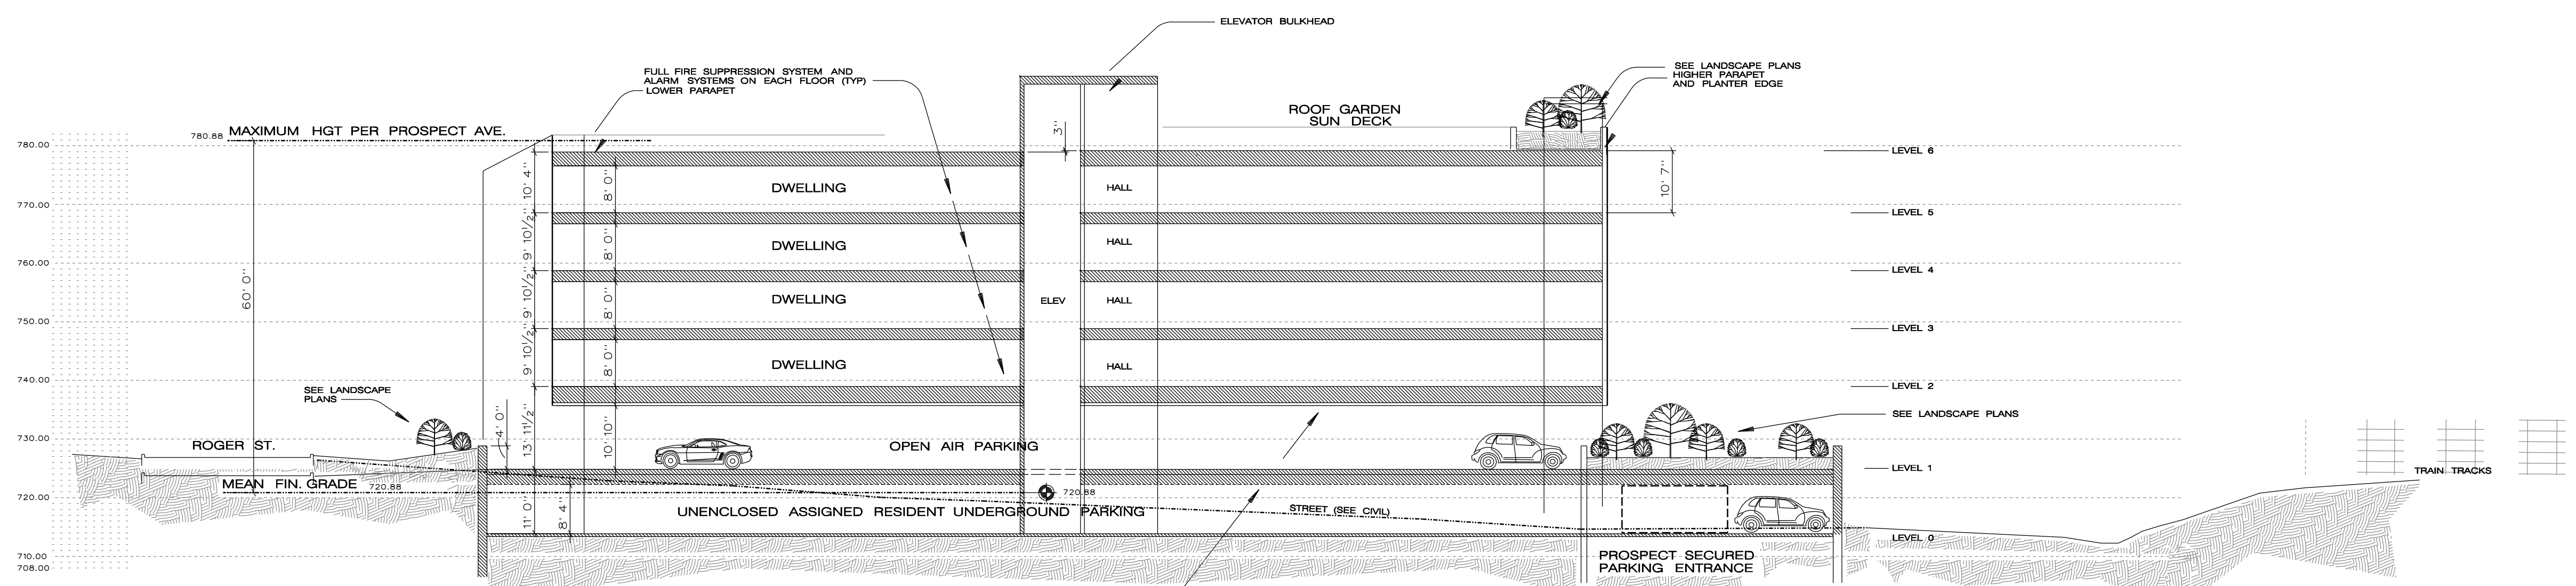 ELEVATOR BULKHEAD
FULL FIRE SUPPRESSION SYSTEM AND
ALARM SYSTEMS ON EACH FLOOR (TYP)
LOWER PARAPET
SEE LANDSCAPE PLANS
HIGHER PARAPET
AND PLANTER EDGE
ROOF GARDEN
SUN DECK
780.88 MAXIMUM HGT PER PROSPECT AVE.
3"
780.00
LEVEL 6
10' 4"
8' 0"
DWELLING
HALL
10' 7"
770.00
LEVEL 5
9' 10 1/2"
8' 0"
DWELLING
HALL
760.00
LEVEL 4
60' 0"
9' 10 1/2"
8' 0"
DWELLING
ELEV
HALL
750.00
LEVEL 3
9' 10 1/2"
8' 0"
DWELLING
HALL
740.00
LEVEL 2
SEE LANDSCAPE
PLANS
SEE LANDSCAPE PLANS
4' 0"
13' 11 1/2"
10' 10"
730.00
ROGER ST.
OPEN AIR PARKING
LEVEL 1
TRAIN TRACKS
MEAN FIN. GRADE 720.88
720.88
720.00
11' 0"
8' 4"
UNENCLOSED ASSIGNED RESIDENT UNDERGROUND PARKING
STREET (SEE CIVIL)
LEVEL 0
710.00
PROSPECT SECURED
PARKING ENTRANCE
708.00